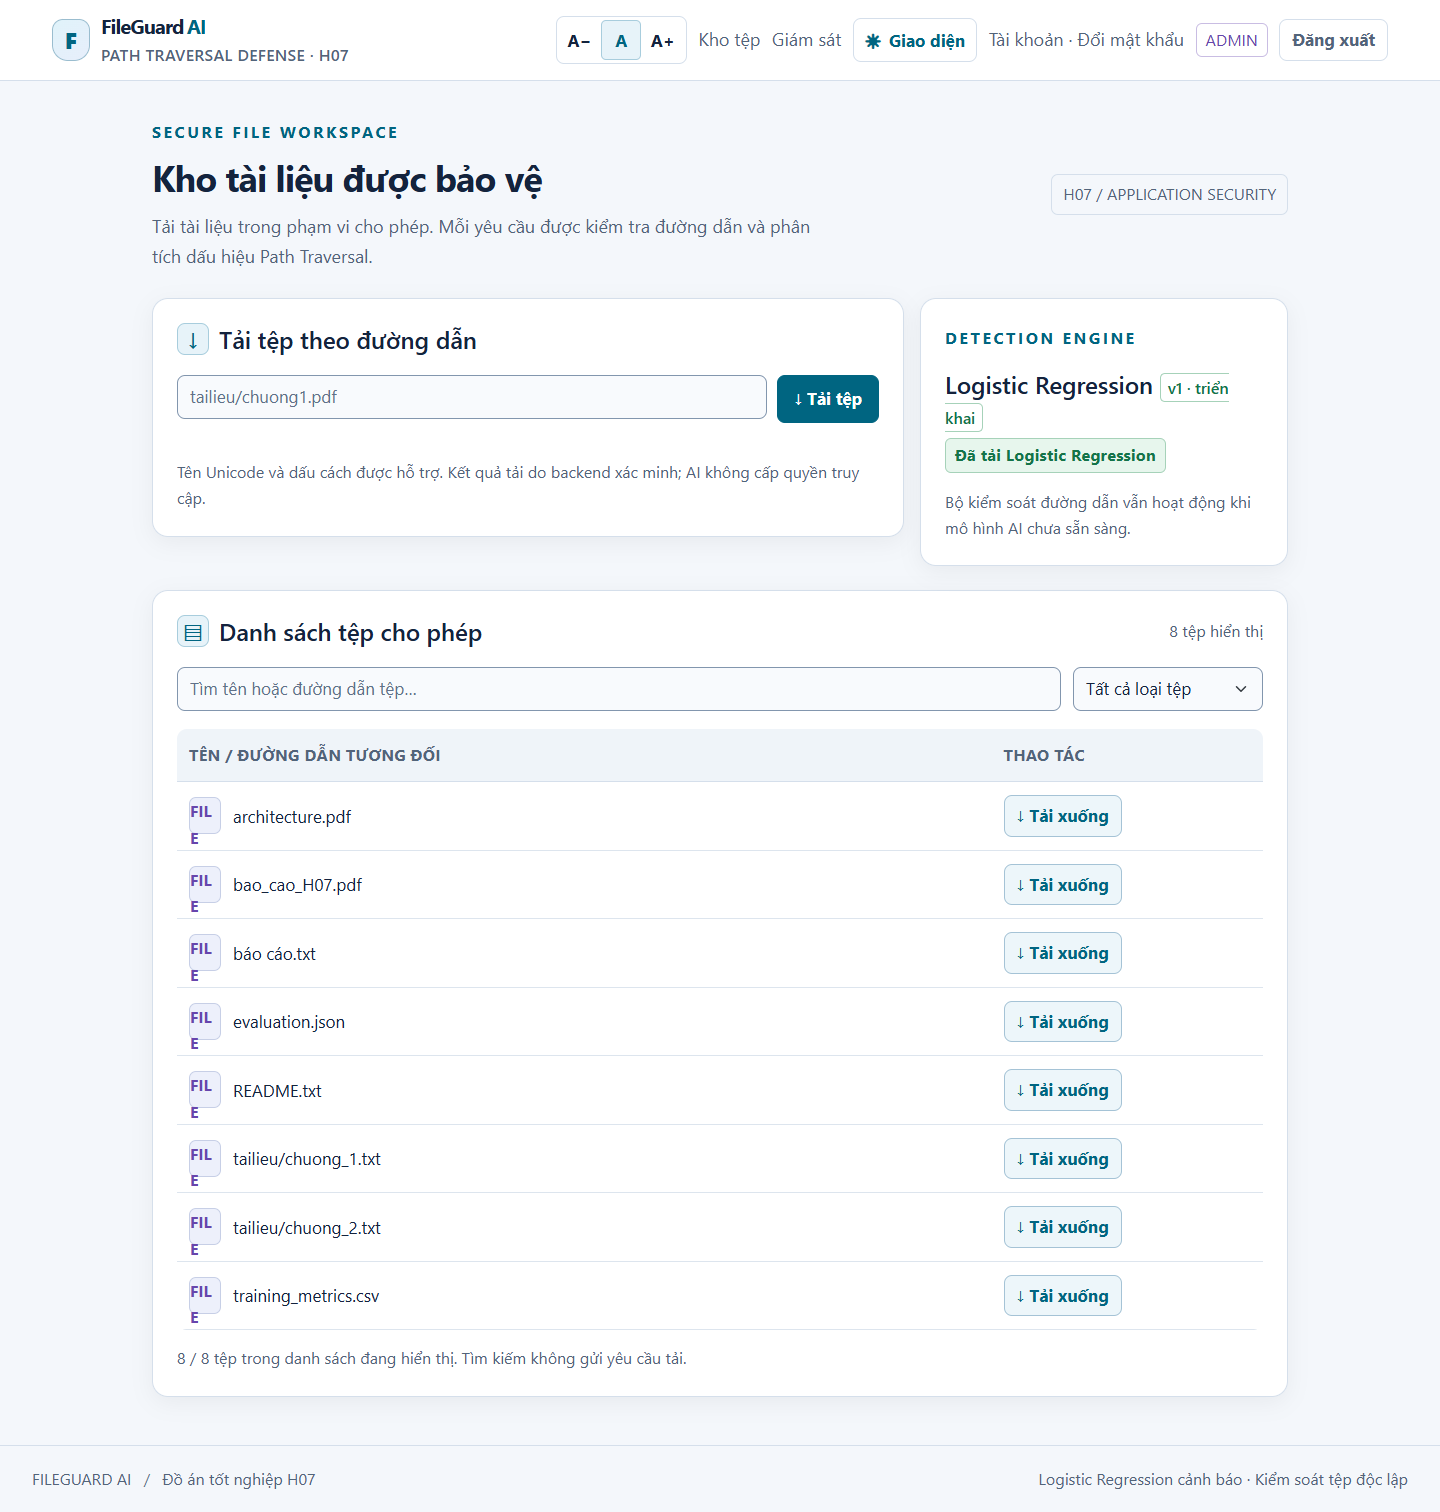 F
FileGuard AI
PATH TRAVERSAL DEFENSE · H07
A− A A+ Kho tệp Giám sát Giao diện Tài khoản · Đổi mật khẩu ADMIN Đăng xuất
SECURE FILE WORKSPACE
Kho tài liệu được bảo vệ
H07 / APPLICATION SECURITY
Tải tài liệu trong phạm vi cho phép. Mỗi yêu cầu được kiểm tra đường dẫn và phân
tích dấu hiệu Path Traversal.
↓ Tải tệp theo đường dẫn
tailieu/chuong1.pdf
↓ Tải tệp
Tên Unicode và dấu cách được hỗ trợ. Kết quả tải do backend xác minh; AI không cấp quyền truy
cập.
DETECTION ENGINE
Logistic Regression v1 · triển
khai
Đã tải Logistic Regression
Bộ kiểm soát đường dẫn vẫn hoạt động khi
mô hình AI chưa sẵn sàng.
Danh sách tệp cho phép
8 tệp hiển thị
Tìm tên hoặc đường dẫn tệp...
Tất cả loại tệp
TÊN / ĐƯỜNG DẪN TƯƠNG ĐỐI THAO TÁC
FIL
E
architecture.pdf ↓ Tải xuống
FIL
E
bao_cao_H07.pdf ↓ Tải xuống
FIL
E
báo cáo.txt ↓ Tải xuống
FIL
E
evaluation.json ↓ Tải xuống
FIL
E
README.txt ↓ Tải xuống
FIL
E
tailieu/chuong_1.txt ↓ Tải xuống
FIL
E
tailieu/chuong_2.txt ↓ Tải xuống
FIL
E
training_metrics.csv ↓ Tải xuống
8 / 8 tệp trong danh sách đang hiển thị. Tìm kiếm không gửi yêu cầu tải.
FILEGUARD AI / Đồ án tốt nghiệp H07
Logistic Regression cảnh báo · Kiểm soát tệp độc lập